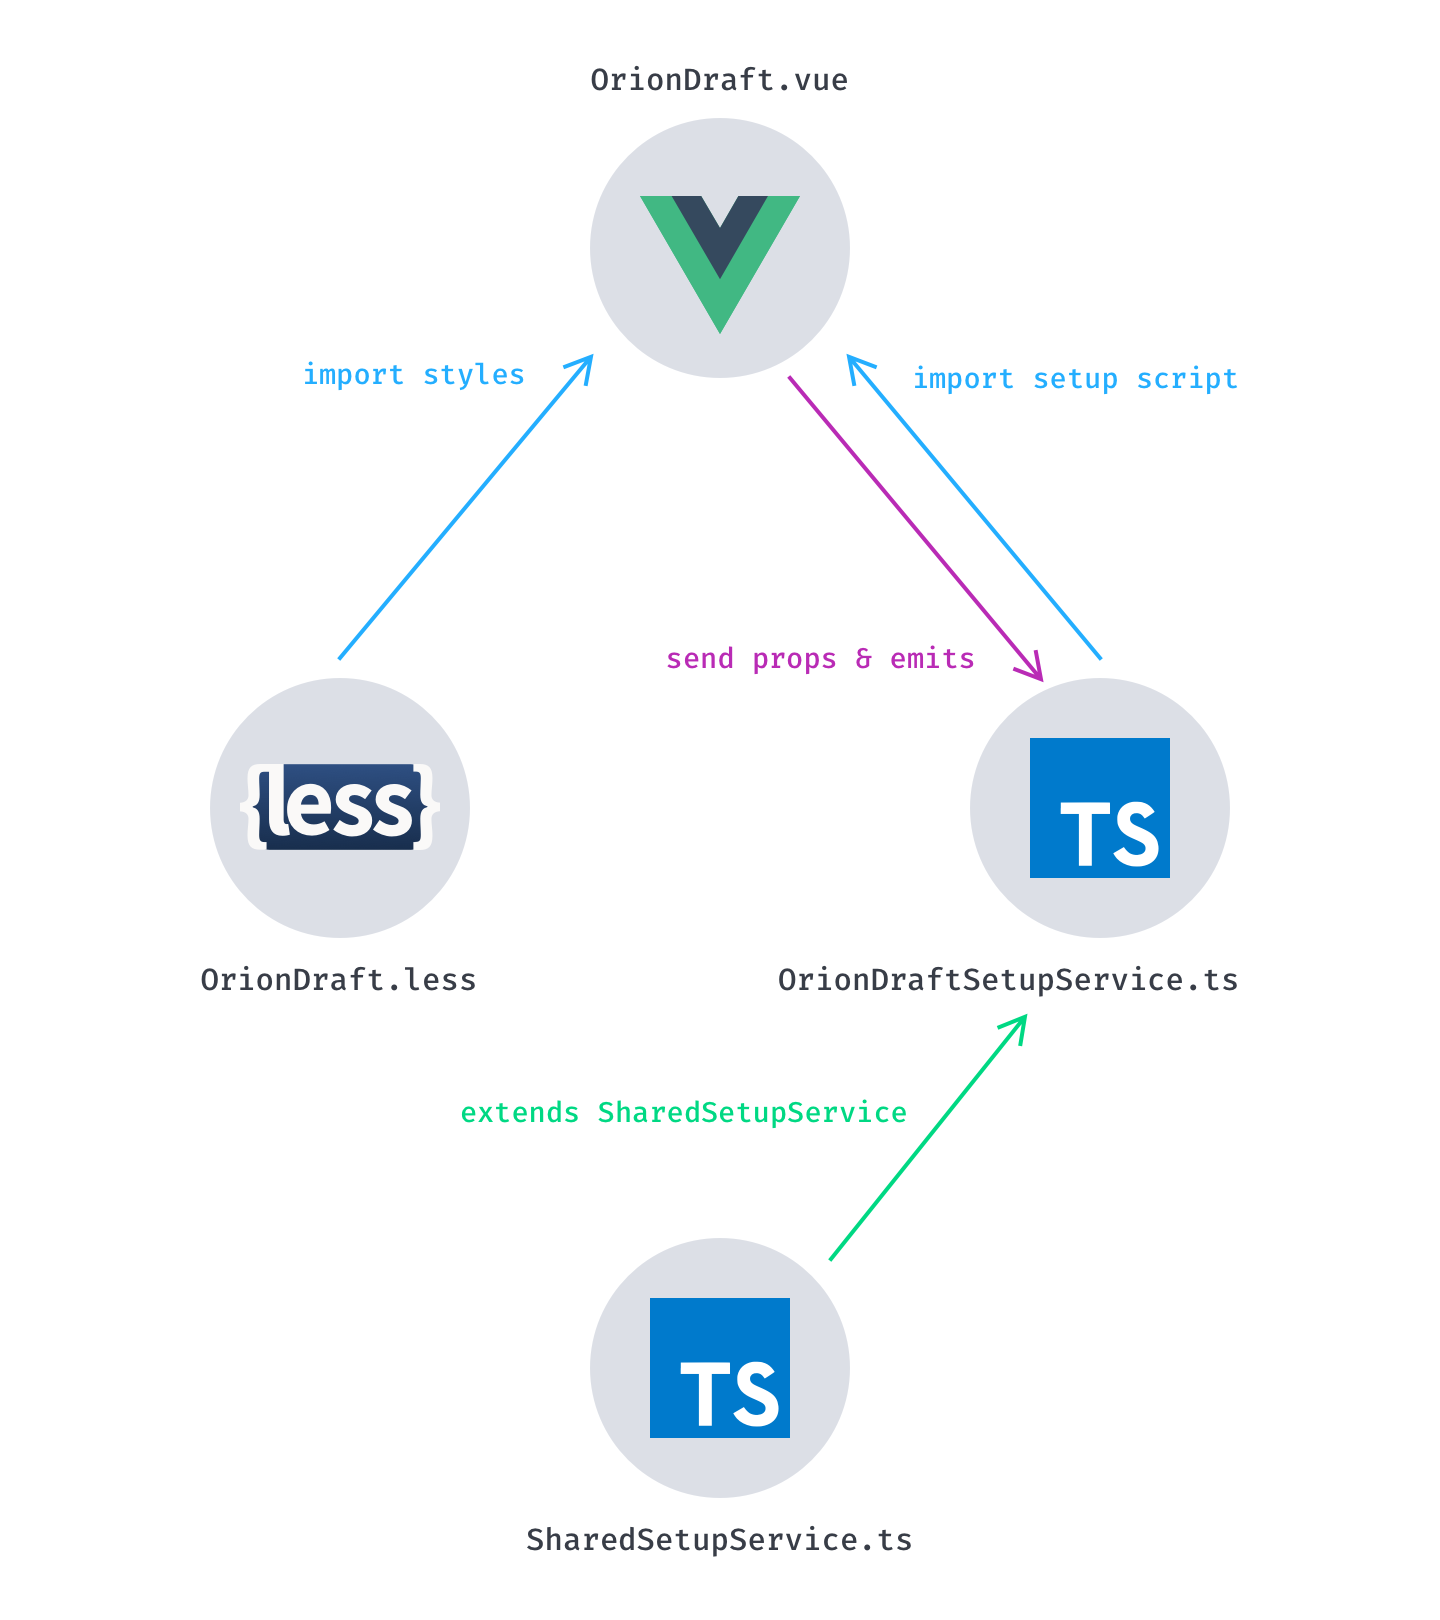 OrionDraft.vue
import styles
import setup script
send props & emits
{less}
TS
OrionDraft.less
OrionDraftSetupService.ts
extends SharedSetupService
TS
SharedSetupService.ts